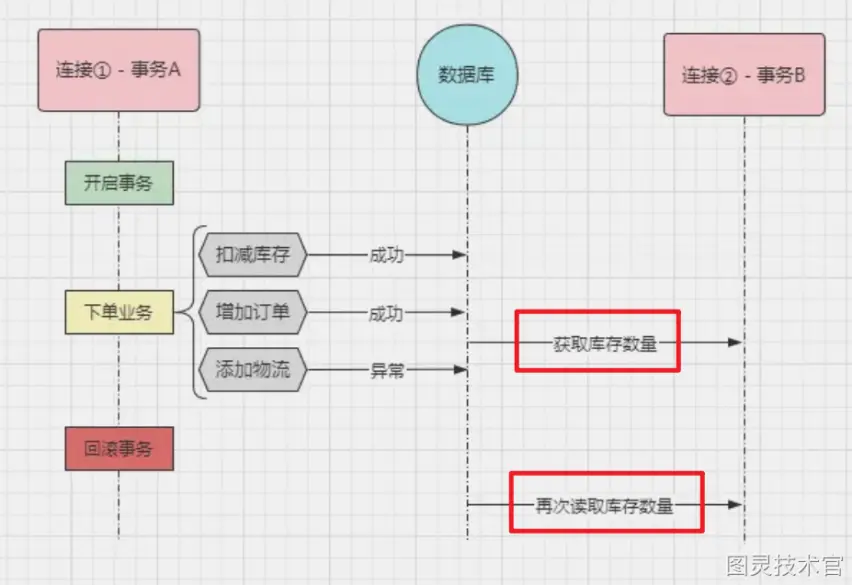 连接① - 事务A
数据库
连接② - 事务B
开启事务
扣减库存
成功
下单业务
增加订单
成功
获取库存数量
添加物流
异常
回滚事务
再次读取库存数量
图灵技术官